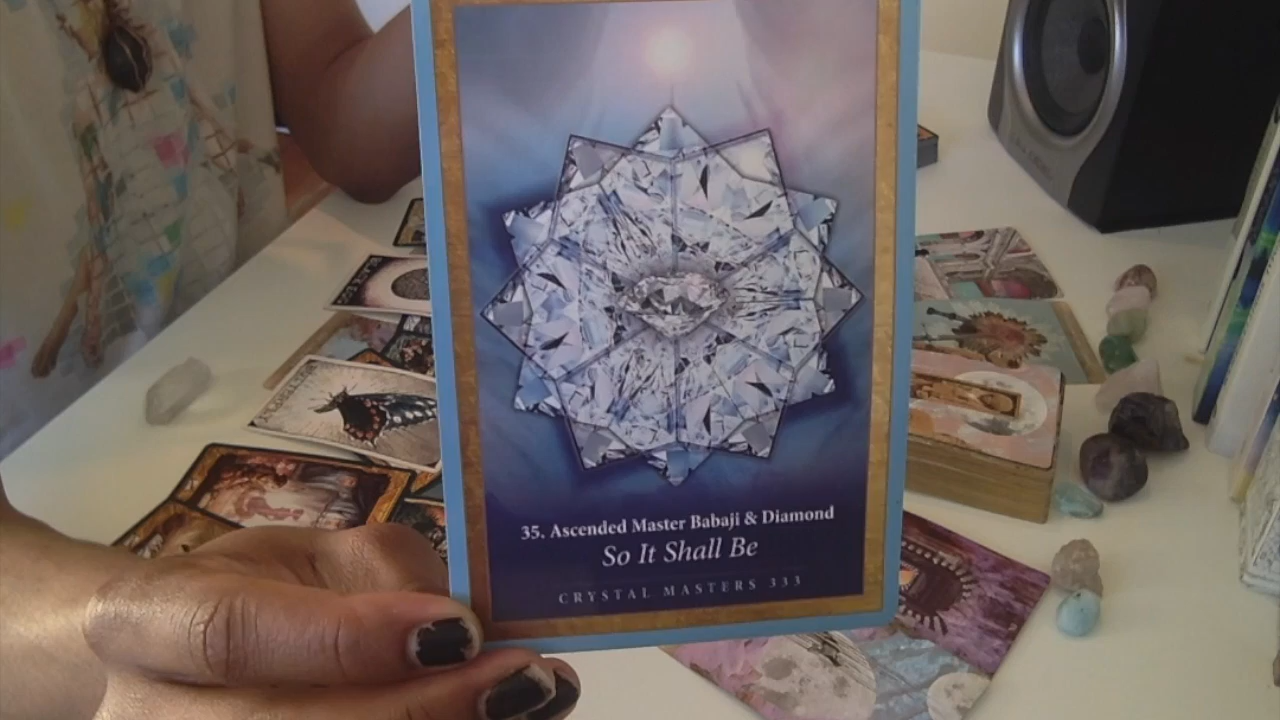 35. Ascended Master Babaji & Diamond
So It Shall Be
CRYSTAL MASTERS 333